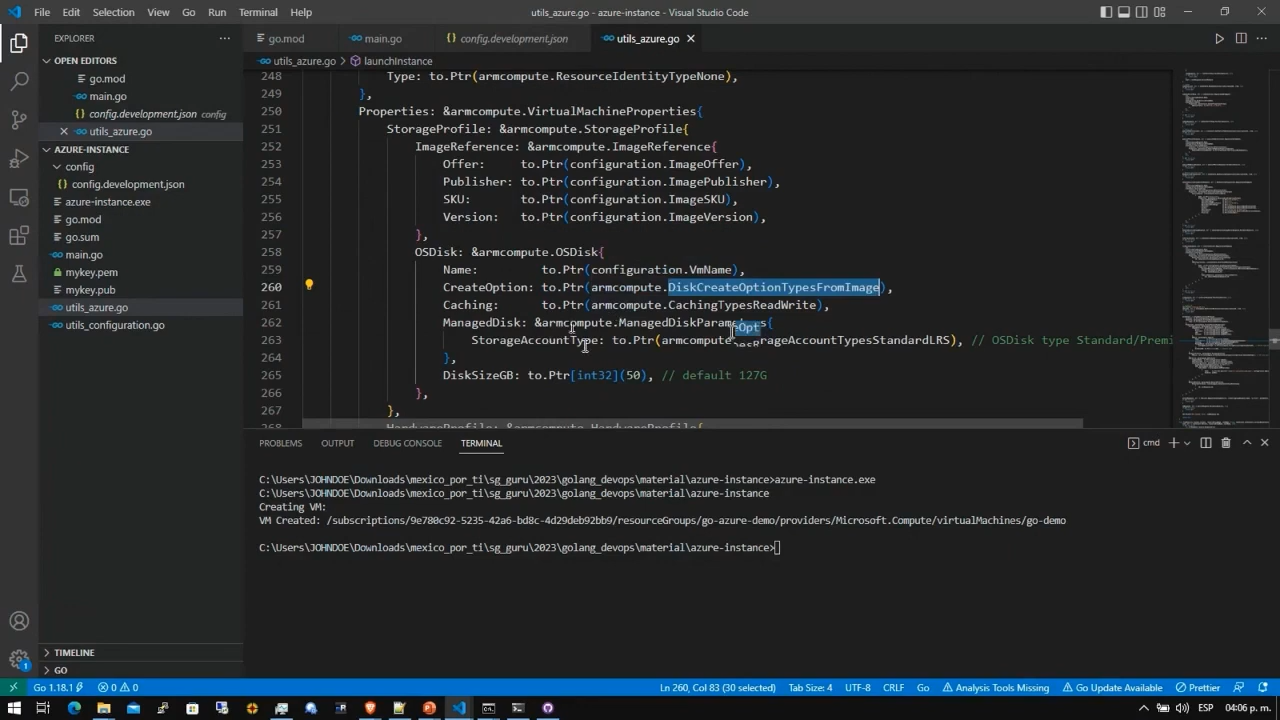 File Edit Selection View Go Run Terminal Help
utils_azure.go - azure-instance - Visual Studio Code
EXPLORER
OPEN EDITORS
go.mod
main.go
config.development.json config
utils_azure.go
AZURE-INSTANCE
config
config.development.json
azure-instance.exe
go.mod
go.sum
main.go
mykey.pem
mykey.pub
utils_azure.go
utils_configuration.go
TIMELINE
GO
go.mod main.go config.development.json utils_azure.go
utils_azure.go > launchInstance
248 Type: to.Ptr(armcompute.ResourceIdentityTypeNone),
249 },
250 Properties: &armcompute.VirtualMachineProperties{
251 StorageProfile: &armcompute.StorageProfile{
252 ImageReference: &armcompute.ImageReference{
253 Offer: to.Ptr(configuration.ImageOffer),
254 Publisher: to.Ptr(configuration.ImagePublisher),
255 SKU: to.Ptr(configuration.ImageSKU),
256 Version: to.Ptr(configuration.ImageVersion),
257 },
258 OSDisk: &armcompute.OSDisk{
259 Name: to.Ptr(configuration.VmName),
260 CreateOption: to.Ptr(armcompute.DiskCreateOptionTypesFromImage),
261 Caching: to.Ptr(armcompute.CachingTypesReadWrite),
262 ManagedDisk:
263 to.Ptr(armcompute. // OSDisk type
264 },
265 DiskSizeGB: to.Ptr[int32](50), // default 127G
266 },
267 },
268 HardwareProfile: &armcompute.HardwareProfile{
PROBLEMS OUTPUT DEBUG CONSOLE TERMINAL
cmd
C:\Users\JOHNDOE\Downloads\mexico_por_ti\sg_guru\2023\golang_devops\material\azure-instance>azure-instance.exe
C:\Users\JOHNDOE\Downloads\mexico_por_ti\sg_guru\2023\golang_devops\material\azure-instance
Creating VM:
VM Created: /subscriptions/9e780c92-5235-42a6-bd8c-4d29deb92bb9/resourceGroups/go-azure-demo/providers/Microsoft.Compute/virtualMachines/go-demo
C:\Users\JOHNDOE\Downloads\mexico_por_ti\sg_guru\2023\golang_devops\material\azure-instance>
Go 1.18.1 0 0 Ln 260, Col 83 (30 selected) Tab Size: 4 UTF-8 CRLF Go Analysis Tools Missing Go Update Available Prettier
ESP 04:06 p. m.